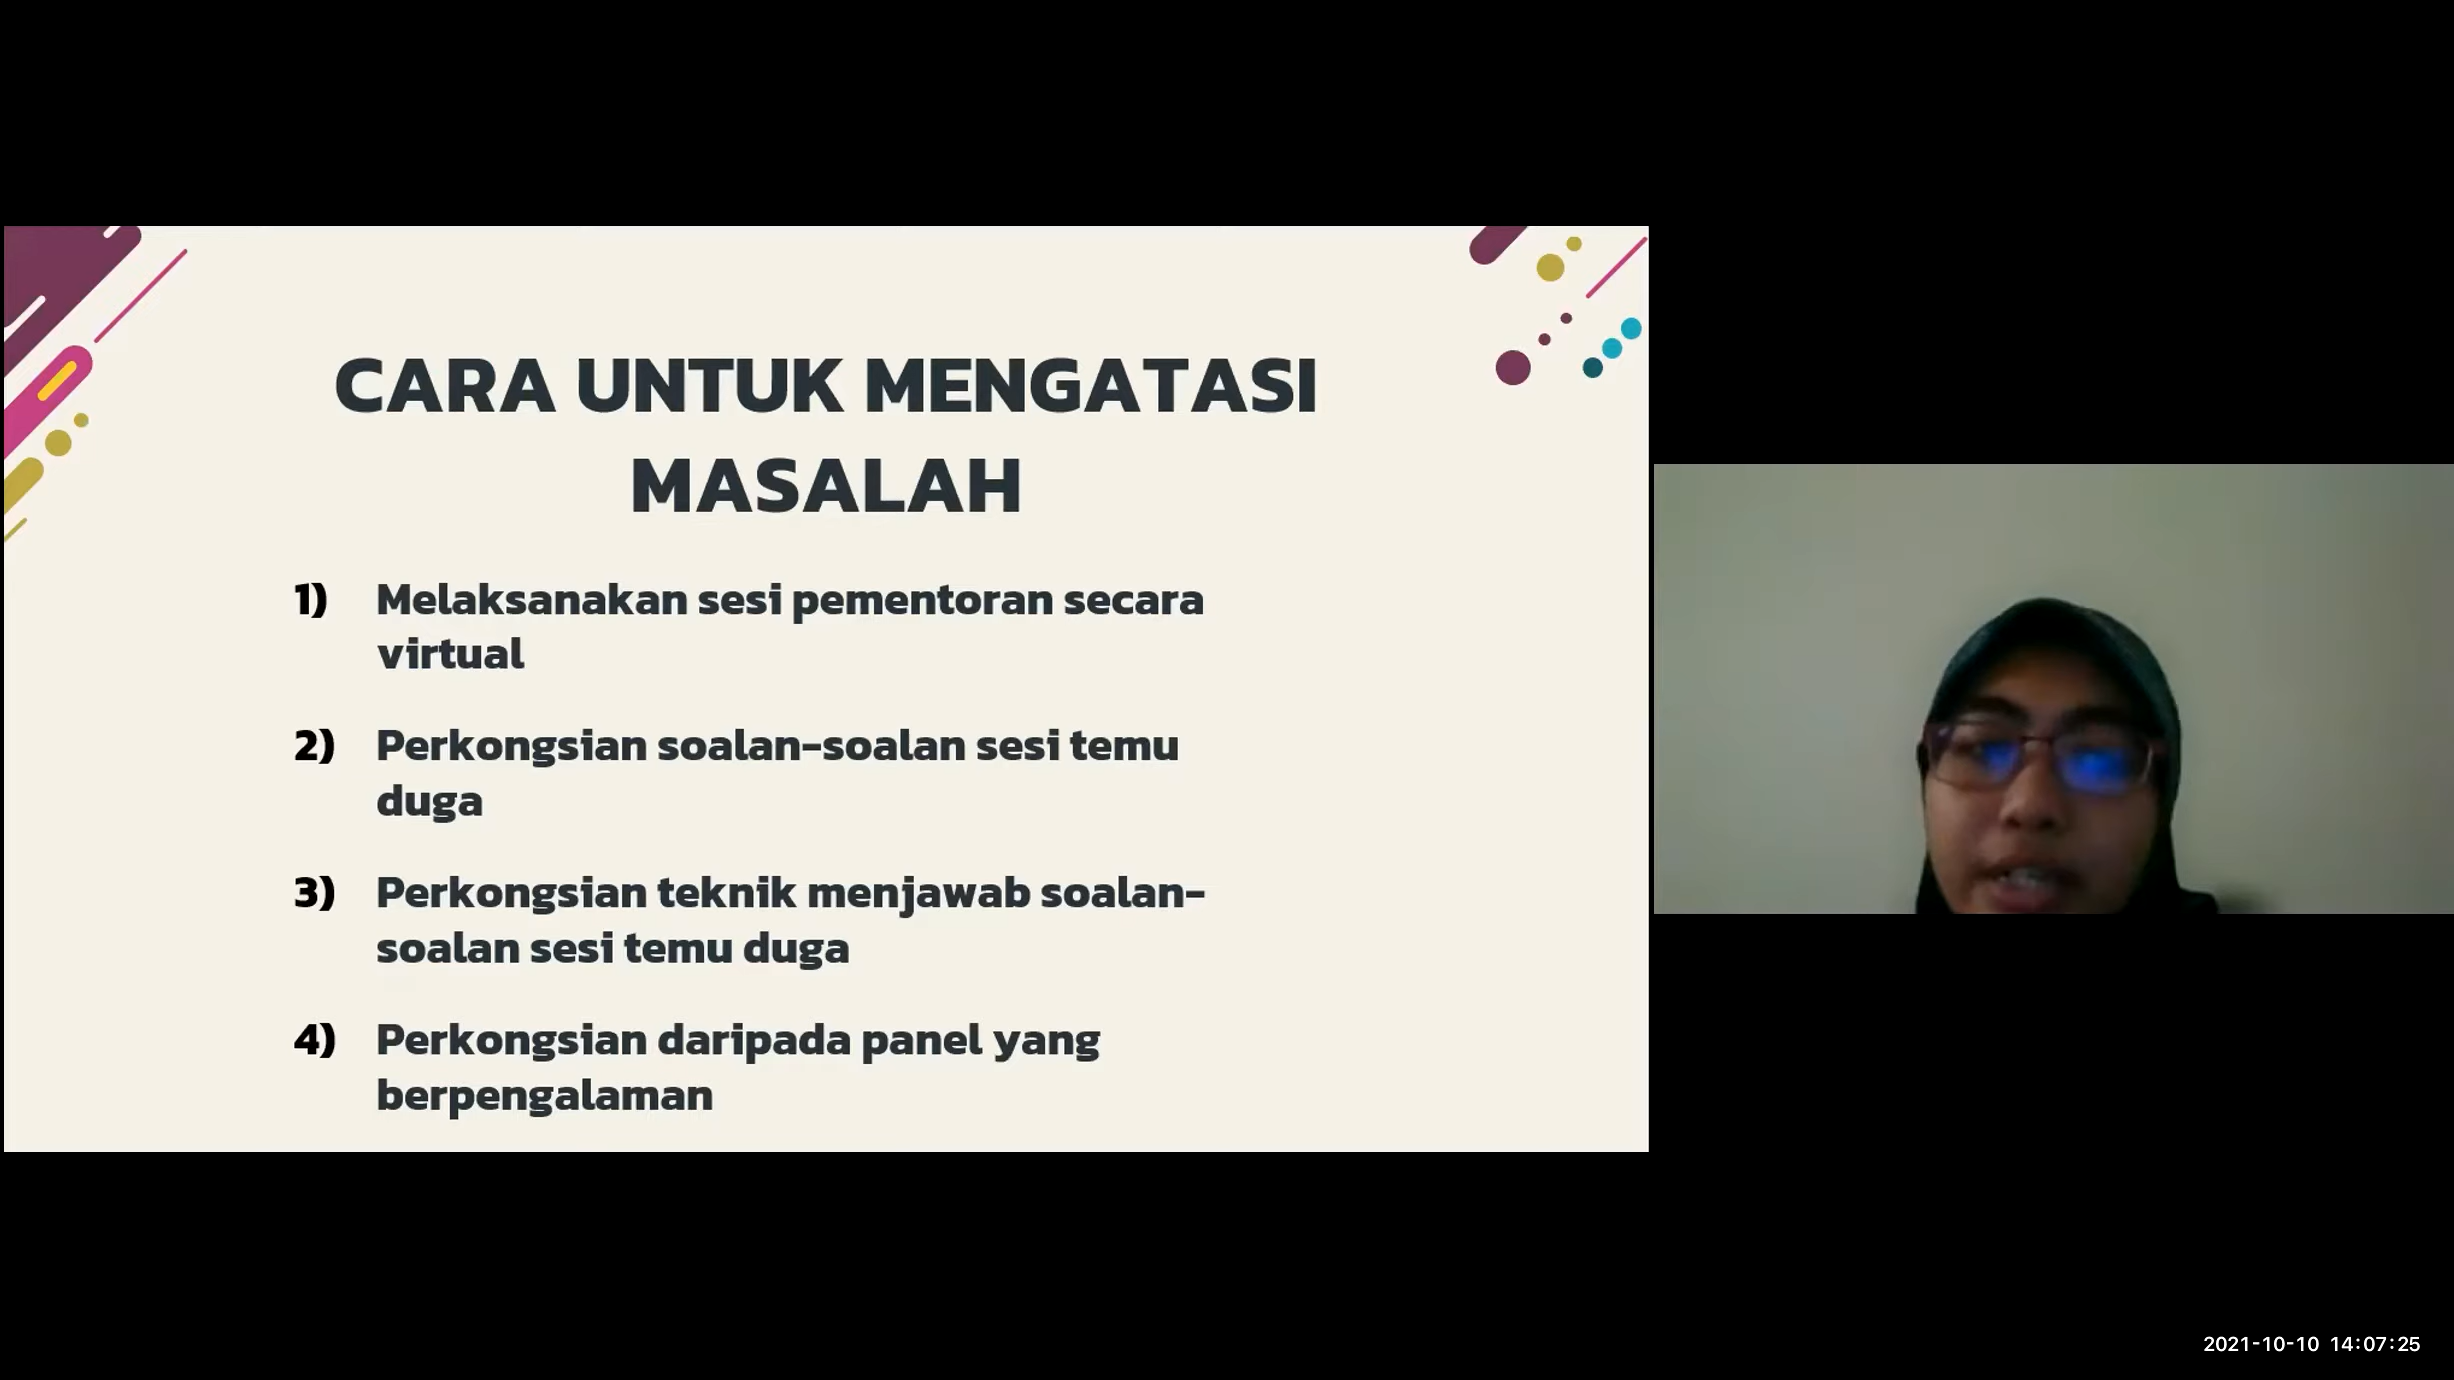 CARA UNTUK MENGATASI
MASALAH
1) Melaksanakan sesi pementoran secara
virtual
2) Perkongsian soalan-soalan sesi temu
duga
3) Perkongsian teknik menjawab soalan-
soalan sesi temu duga
4) Perkongsian daripada panel yang
berpengalaman
2021-10-10 14:07:25